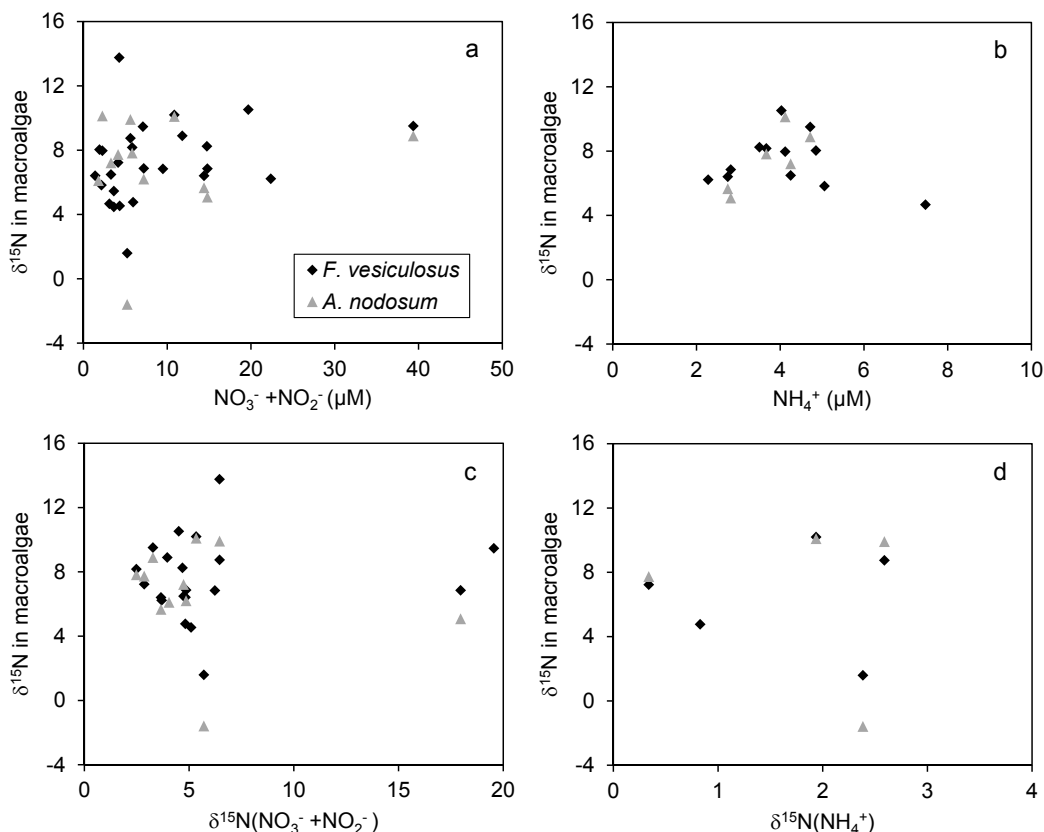 16
12
8
4
0
-4
δ¹⁵N in macroalgae
a
F. vesiculosus
A. nodosum
0 10 20 30 40 50
NO₃⁻ +NO₂⁻ (µM)
16
12
8
4
0
-4
δ¹⁵N in macroalgae
b
0 2 4 6 8 10
NH₄⁺ (µM)
16
12
8
4
0
-4
δ¹⁵N in macroalgae
c
0 5 10 15 20
δ¹⁵N(NO₃⁻ +NO₂⁻)
16
12
8
4
0
-4
δ¹⁵N in macroalgae
d
0 1 2 3 4
δ¹⁵N(NH₄⁺)